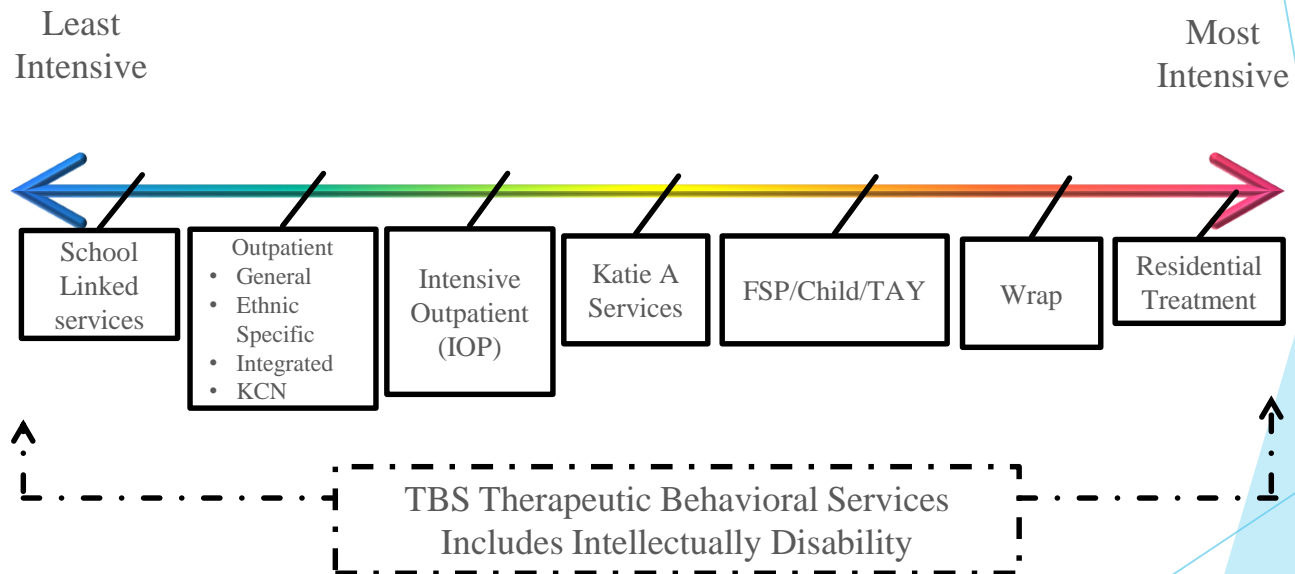 Least
Intensive
Most
Intensive
School
Linked
services
Outpatient
• General
• Ethnic
Specific
• Integrated
• KCN
Intensive
Outpatient
(IOP)
Katie A
Services
FSP/Child/TAY
Wrap
Residential
Treatment
TBS Therapeutic Behavioral Services
Includes Intellectually Disability